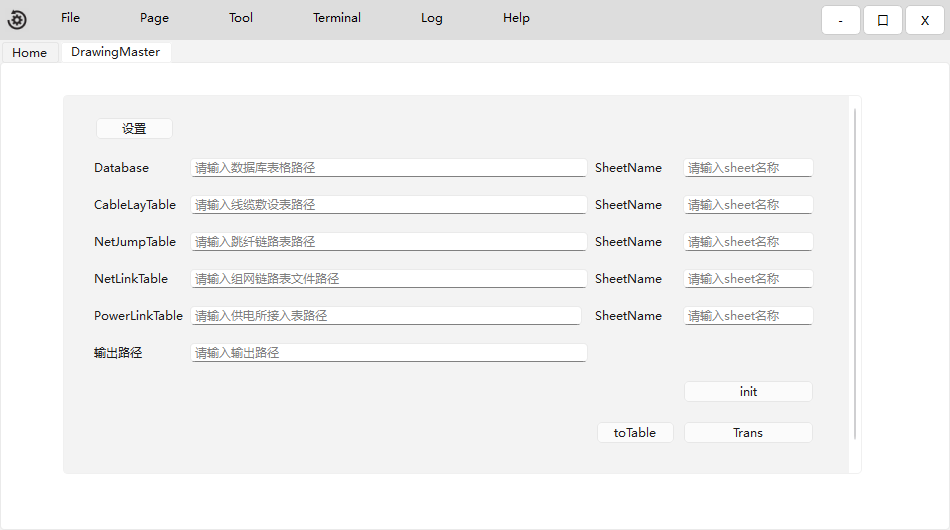 File Page Tool Terminal Log Help - 口 X
Home DrawingMaster
设置
Database 请输入数据库表格路径 SheetName 请输入sheet名称
CableLayTable 请输入线缆敷设表路径 SheetName 请输入sheet名称
NetJumpTable 请输入跳纤链路表路径 SheetName 请输入sheet名称
NetLinkTable 请输入组网链路表文件路径 SheetName 请输入sheet名称
PowerLinkTable 请输入供电所接入表路径 SheetName 请输入sheet名称
输出路径 请输入输出路径
init
toTable Trans